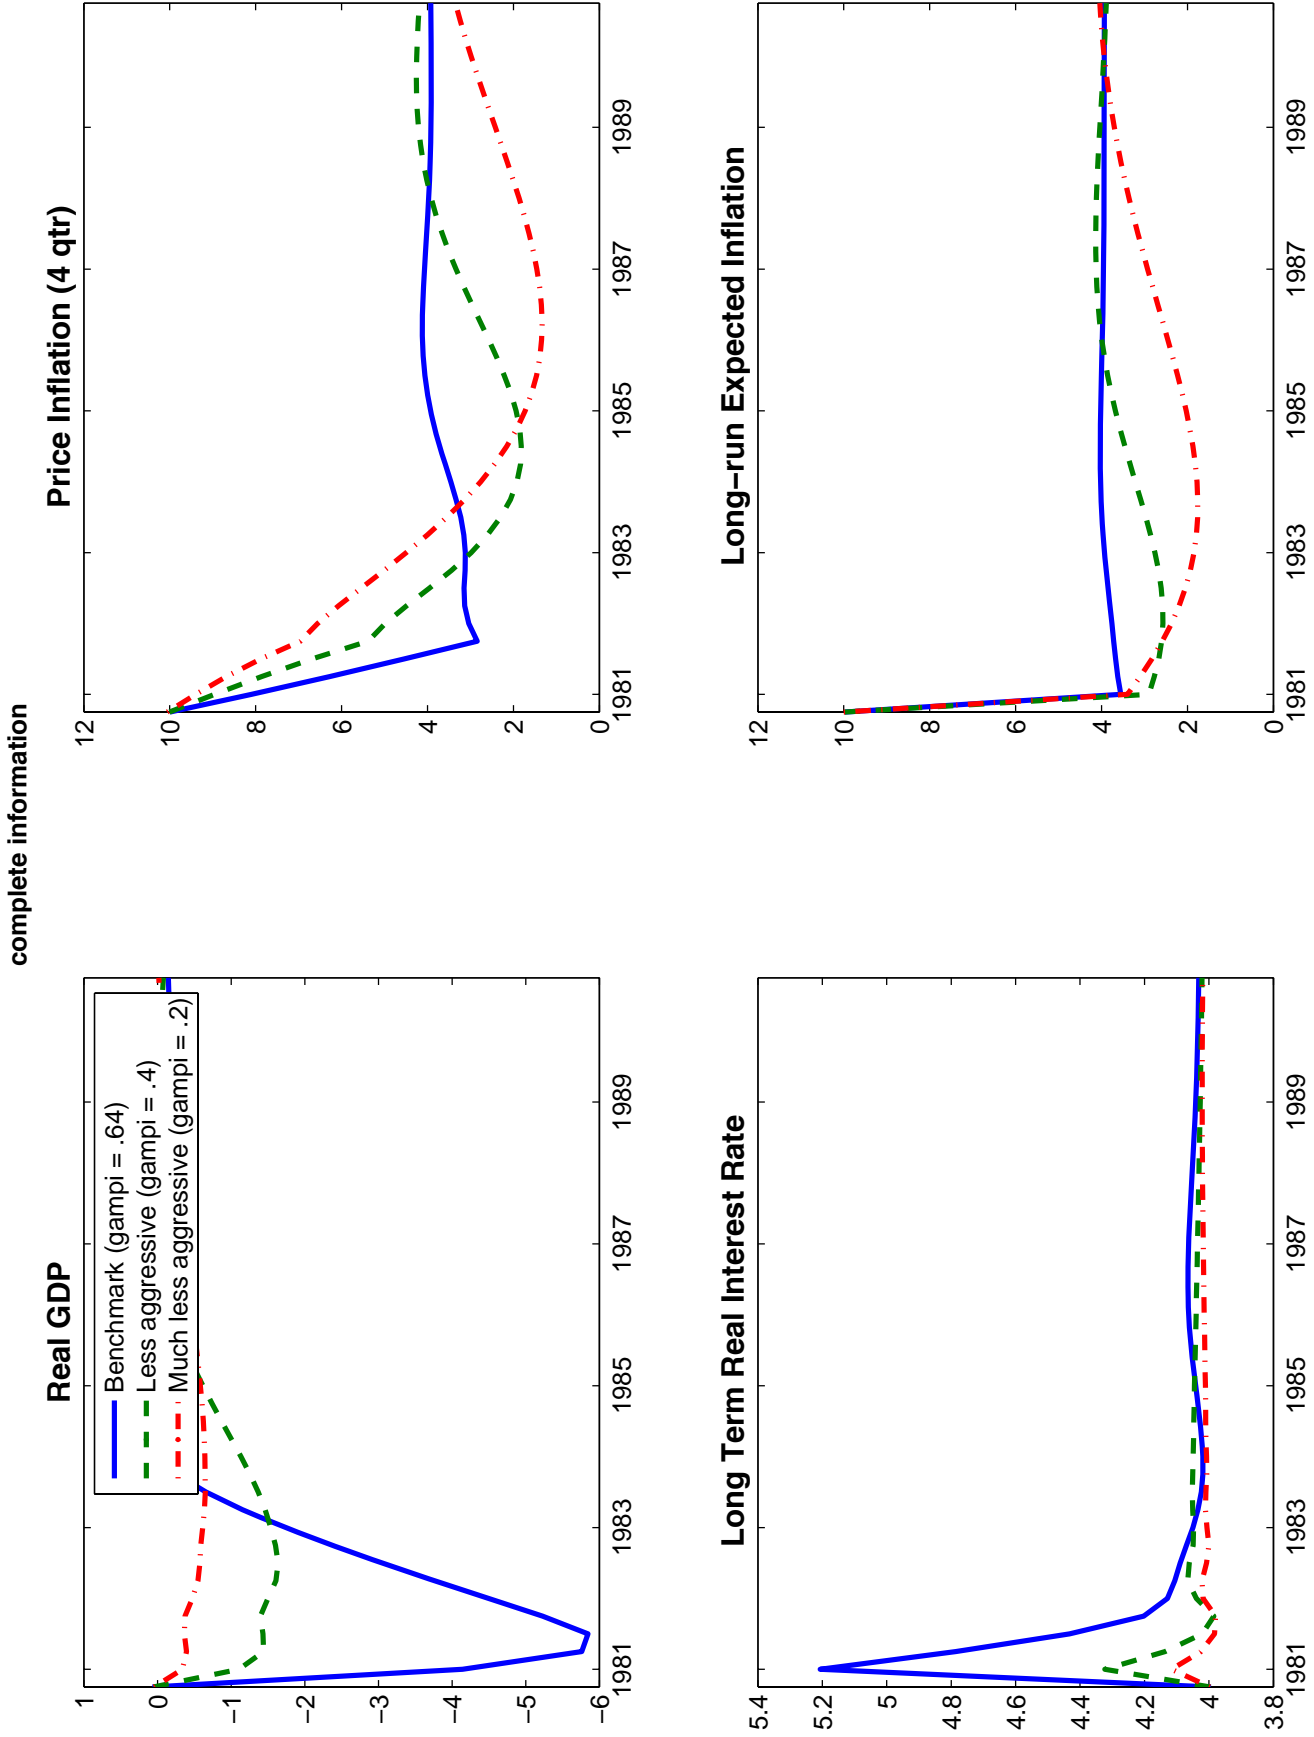 complete information
Real GDP
1
0
−1
−2
−3
−4
−5
−6
1981 1983 1985 1987 1989
Benchmark (gampi = .64)
Less aggressive (gampi = .4)
Much less aggressive (gampi = .2)
Price Inflation (4 qtr)
12
10
8
6
4
2
0
1981 1983 1985 1987 1989
Long Term Real Interest Rate
5.4
5.2
5
4.8
4.6
4.4
4.2
4
3.8
1981 1983 1985 1987 1989
Long−run Expected Inflation
12
10
8
6
4
2
0
1981 1983 1985 1987 1989